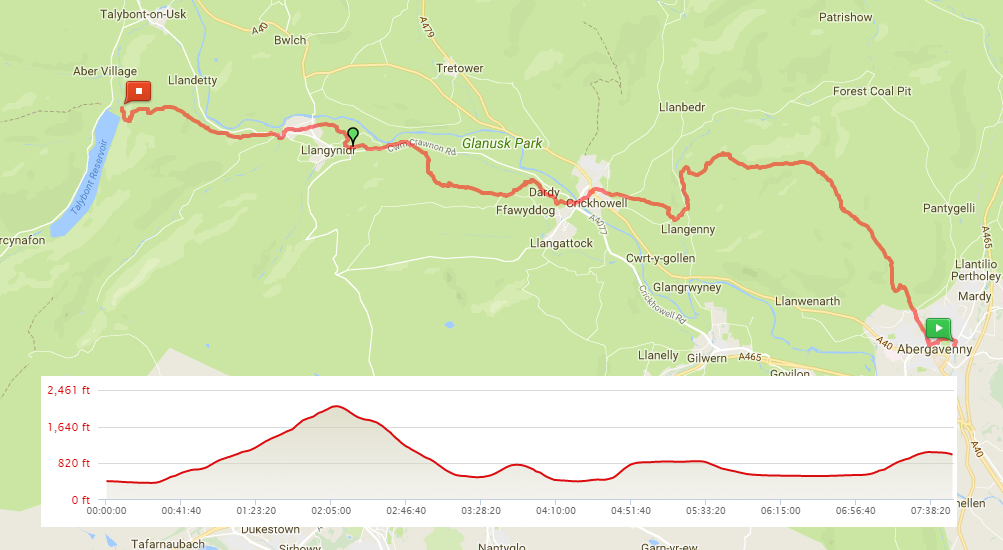 Talybont-on-Usk
Patrishow
A40
A479
Bwlch
Tretower
Aber Village
Llandetty
Forest Coal Pit
Llanbedr
Glanusk Park
Cwm Crawnon Rd
Llangynidr
Talybont Reservoir
Dardy
Crickhowell
Ffawyddog
Pantygelli
A4077
Llangenny
A465
rcynafon
Llangattock
Cwrt-y-gollen
Llantilio
Pertholey
Glangrwyney
Mardy
Llanwenarth
Crickhowell Rd
A40
Abergavenny
Llanelly
Gilwern
A465
Govilon
2,461 ft
1,640 ft
820 ft
0 ft
00:00:00
00:41:40
01:23:20
02:05:00
02:46:40
03:28:20
04:10:00
04:51:40
05:33:20
06:15:00
06:56:40
07:38:20
A40
nellen
Dukestown
Tafarnaubach
Sirhowy
Nantyglo
Garn-yr-ew